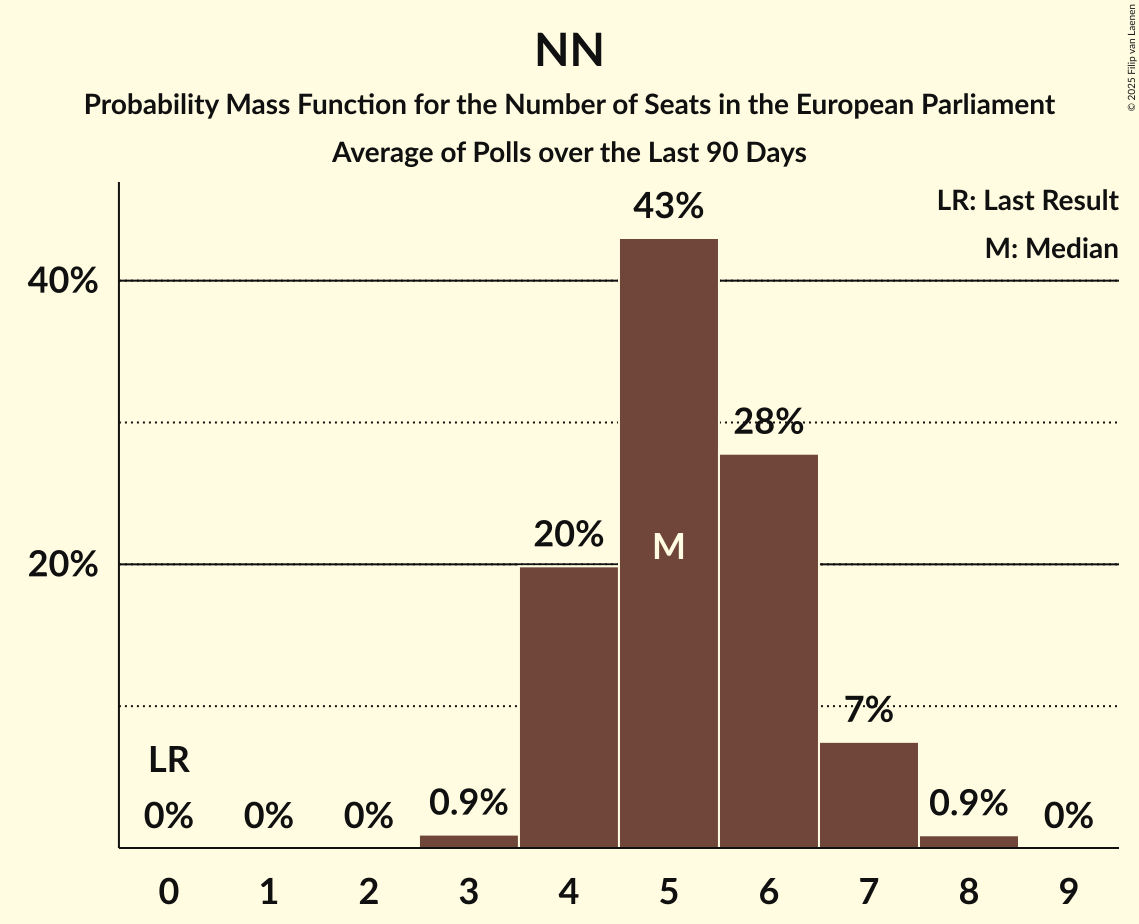 NN
Probability Mass Function for the Number of Seats in the European Parliament
Average of Polls over the Last 90 Days
© 2025 Filip van Laenen
LR: Last Result
M: Median
43%
40%
28%
20%
M
20%
7%
LR
0%
0%
0%
0.9%
0.9%
0%
0 1 2 3 4 5 6 7 8 9